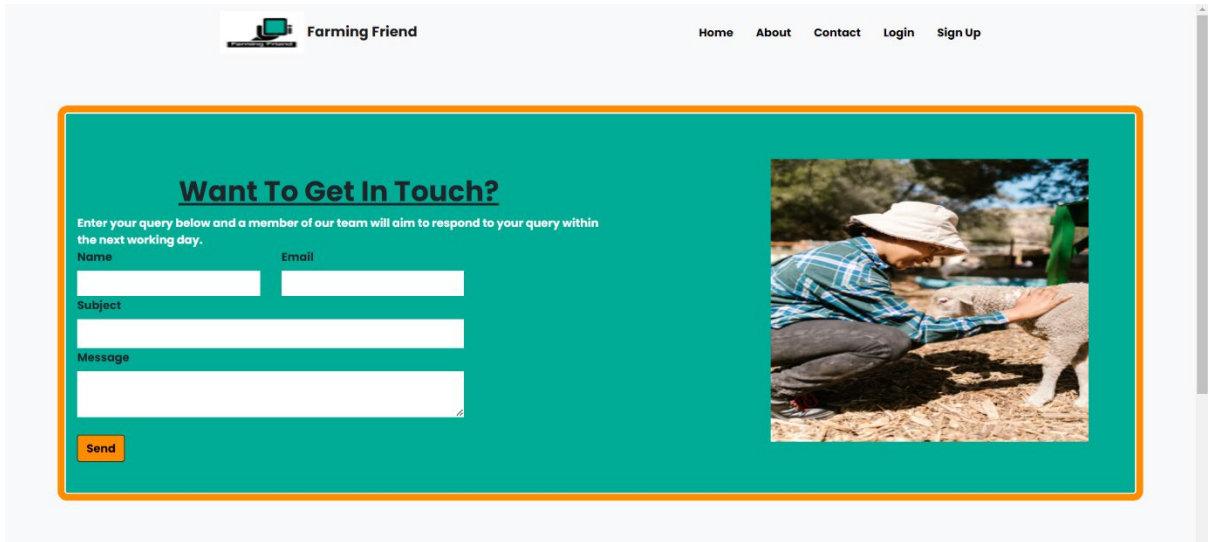 Farming Friend
Farming Friend
Home About Contact Login Sign Up
Want To Get In Touch?
Enter your query below and a member of our team will aim to respond to your query within
the next working day.
Name Email
Subject
Message
Send